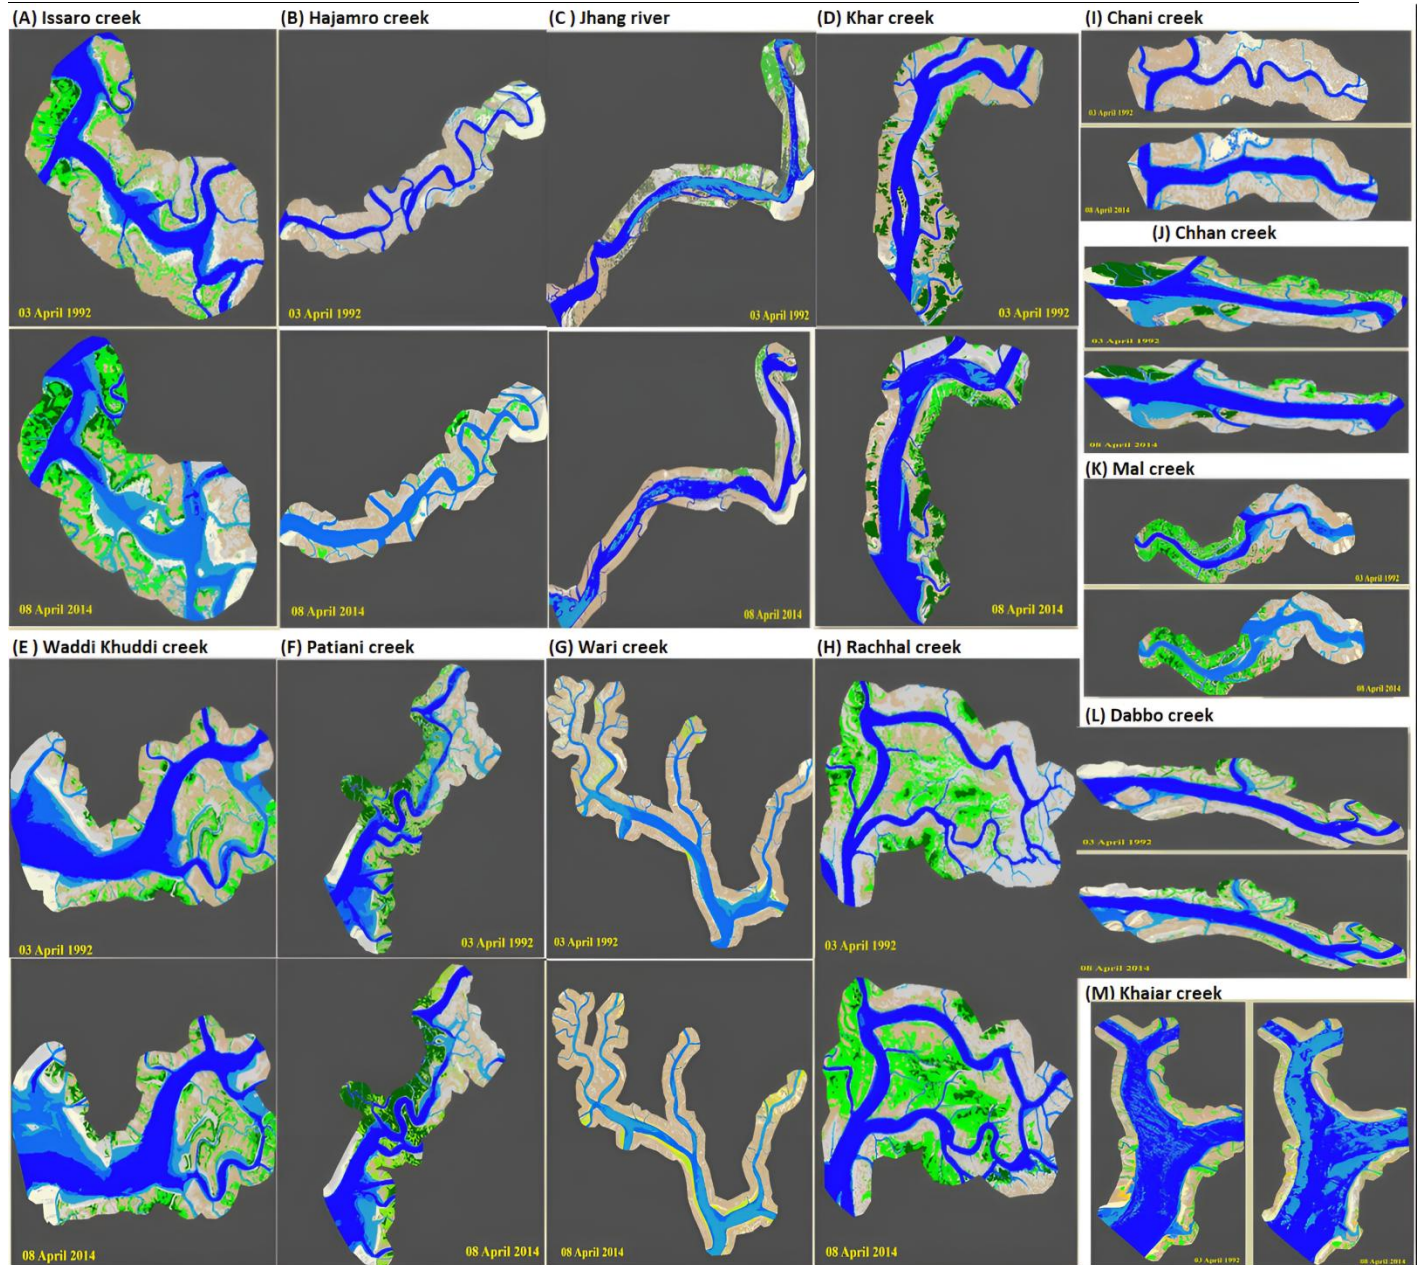 (A) Issaro creek
(B) Hajamro creek
(C ) Jhang river
(D) Khar creek
(I) Chani creek
03 April 1992
08 April 2014
(J) Chhan creek
03 April 1992
08 April 2014
03 April 1992
03 April 1992
03 April 1992
03 April 1992
08 April 2014
08 April 2014
08 April 2014
08 April 2014
(K) Mal creek
03 April 1992
08 April 2014
(E ) Waddi Khuddi creek
(F) Patiani creek
(G) Wari creek
(H) Rachhal creek
(L) Dabbo creek
03 April 1992
08 April 2014
03 April 1992
03 April 1992
03 April 1992
03 April 1992
08 April 2014
08 April 2014
08 April 2014
08 April 2014
(M) Khaiar creek
03 April 1992
08 April 2014